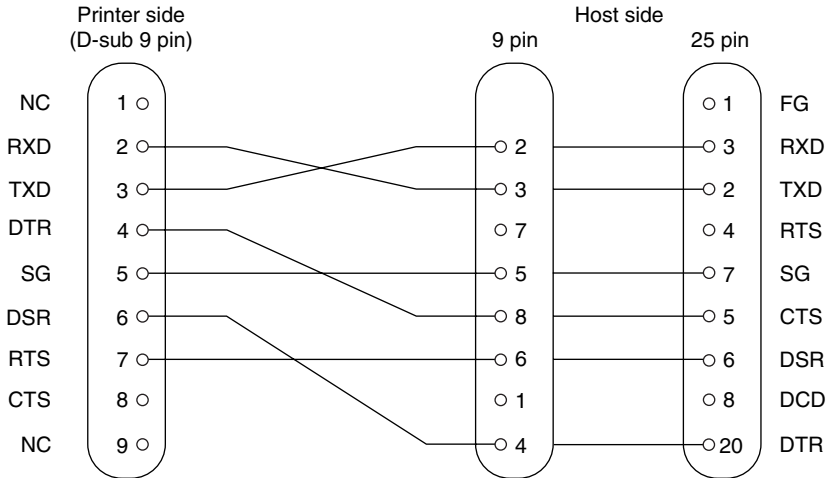 Printer side
(D-sub 9 pin)
Host side
9 pin
25 pin
NC 1 1 FG
RXD 2 2 3 RXD
TXD 3 3 2 TXD
DTR 4 7 4 RTS
SG 5 5 7 SG
DSR 6 8 5 CTS
RTS 7 6 6 DSR
CTS 8 1 8 DCD
NC 9 4 20 DTR